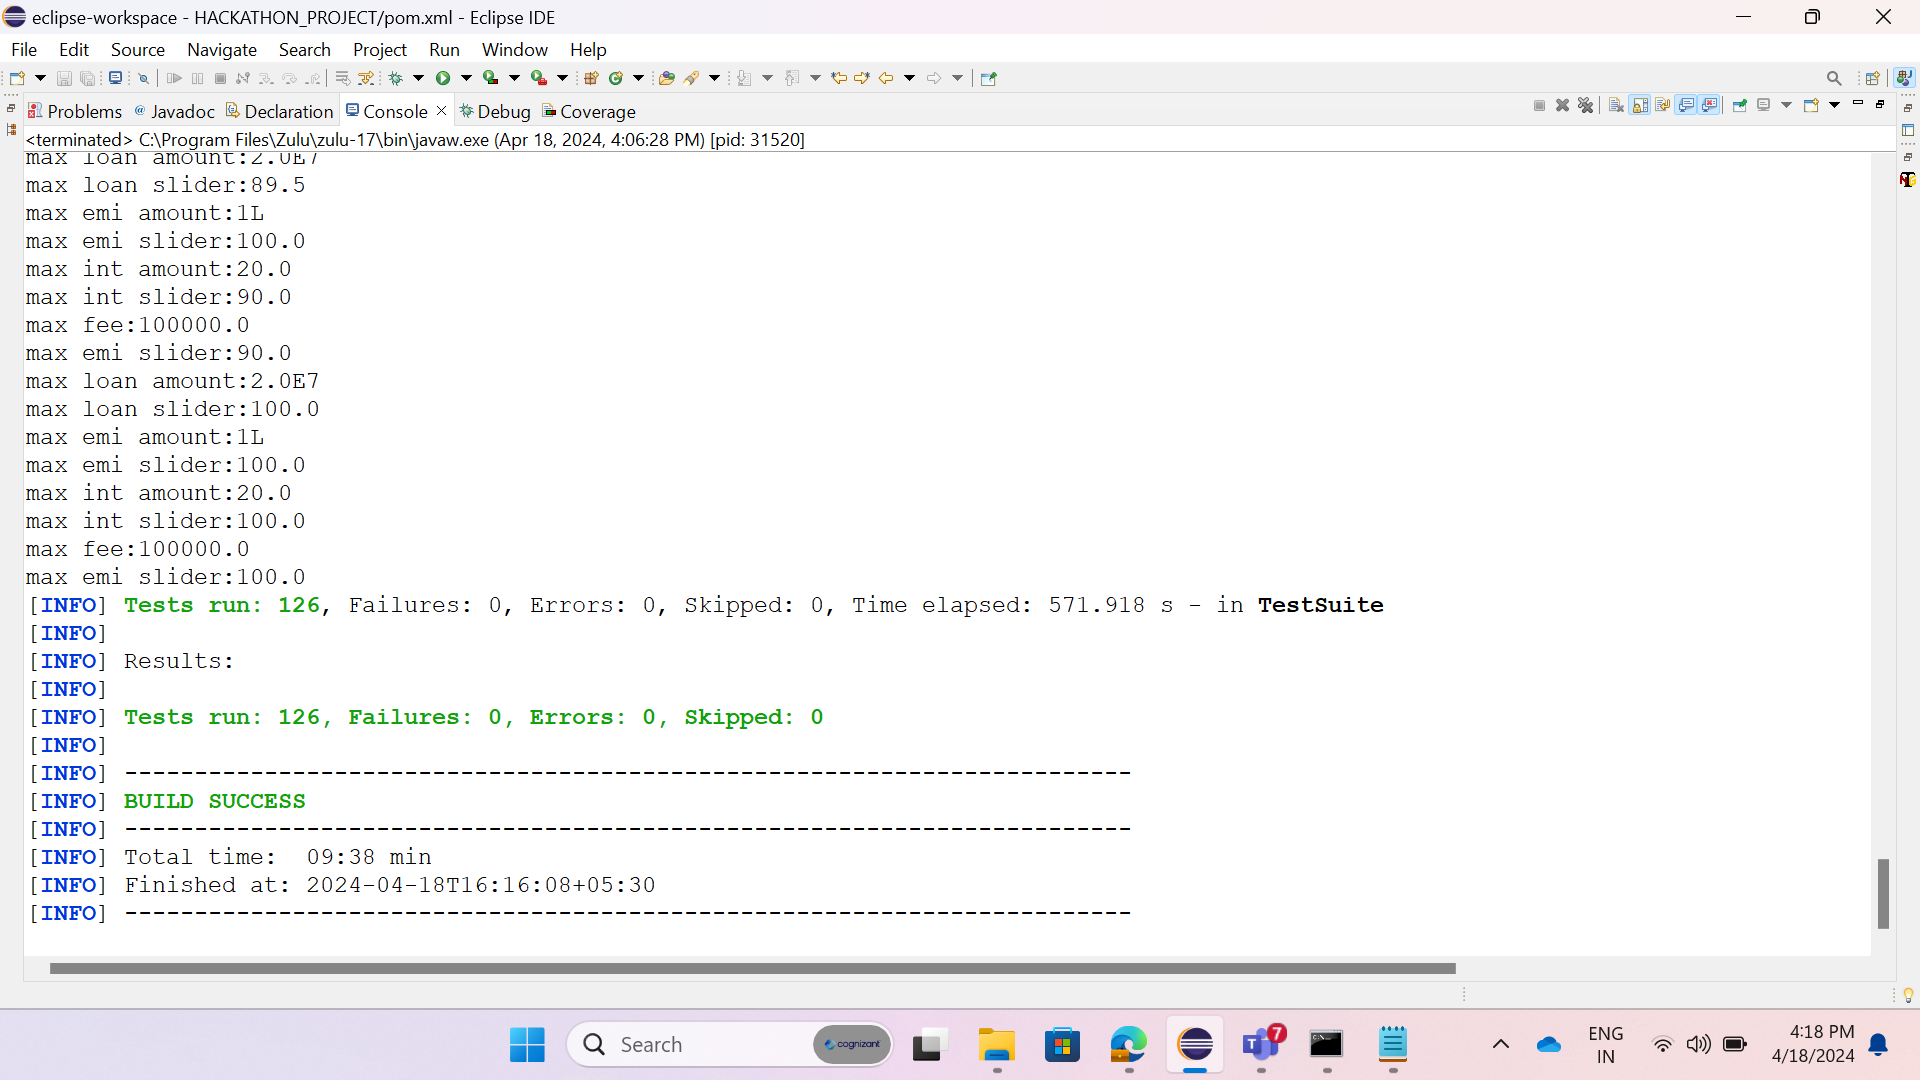 eclipse-workspace - HACKATHON_PROJECT/pom.xml - Eclipse IDE
File Edit Source Navigate Search Project Run Window Help
Problems @ Javadoc Declaration Console Debug Coverage
<terminated> C:\Program Files\Zulu\zulu-17\bin\javaw.exe (Apr 18, 2024, 4:06:28 PM) [pid: 31520]
max loan amount:2.0E7
max loan slider:89.5
max emi amount:1L
max emi slider:100.0
max int amount:20.0
max int slider:90.0
max fee:100000.0
max emi slider:90.0
max loan amount:2.0E7
max loan slider:100.0
max emi amount:1L
max emi slider:100.0
max int amount:20.0
max int slider:100.0
max fee:100000.0
max emi slider:100.0
[INFO] Tests run: 126, Failures: 0, Errors: 0, Skipped: 0, Time elapsed: 571.918 s - in TestSuite
[INFO]
[INFO] Results:
[INFO]
[INFO] Tests run: 126, Failures: 0, Errors: 0, Skipped: 0
[INFO]
[INFO] ------------------------------------------------------------------------
[INFO] BUILD SUCCESS
[INFO] ------------------------------------------------------------------------
[INFO] Total time:  09:38 min
[INFO] Finished at: 2024-04-18T16:16:08+05:30
[INFO] ------------------------------------------------------------------------
Search cognizant 7 ENG IN 4:18 PM 4/18/2024